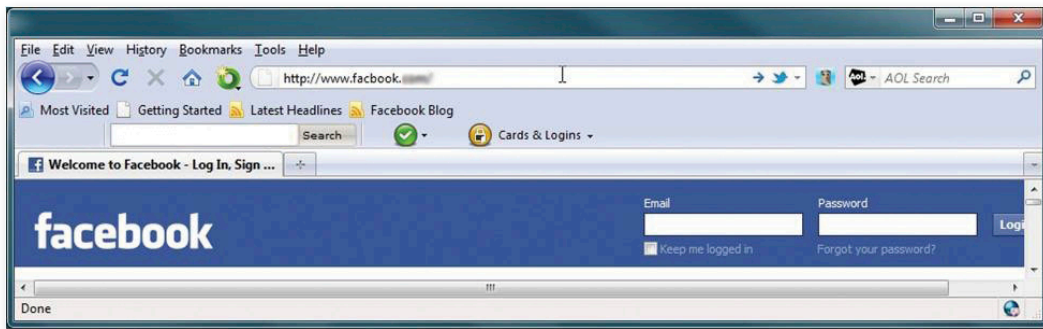 File Edit View History Bookmarks Tools Help
http://www.facbook. AOL Search
Most Visited Getting Started Latest Headlines Facebook Blog
Search Cards & Logins
Welcome to Facebook - Log In, Sign ...
Email Password
facebook Logi
Keep me logged in Forgot your password?
Done